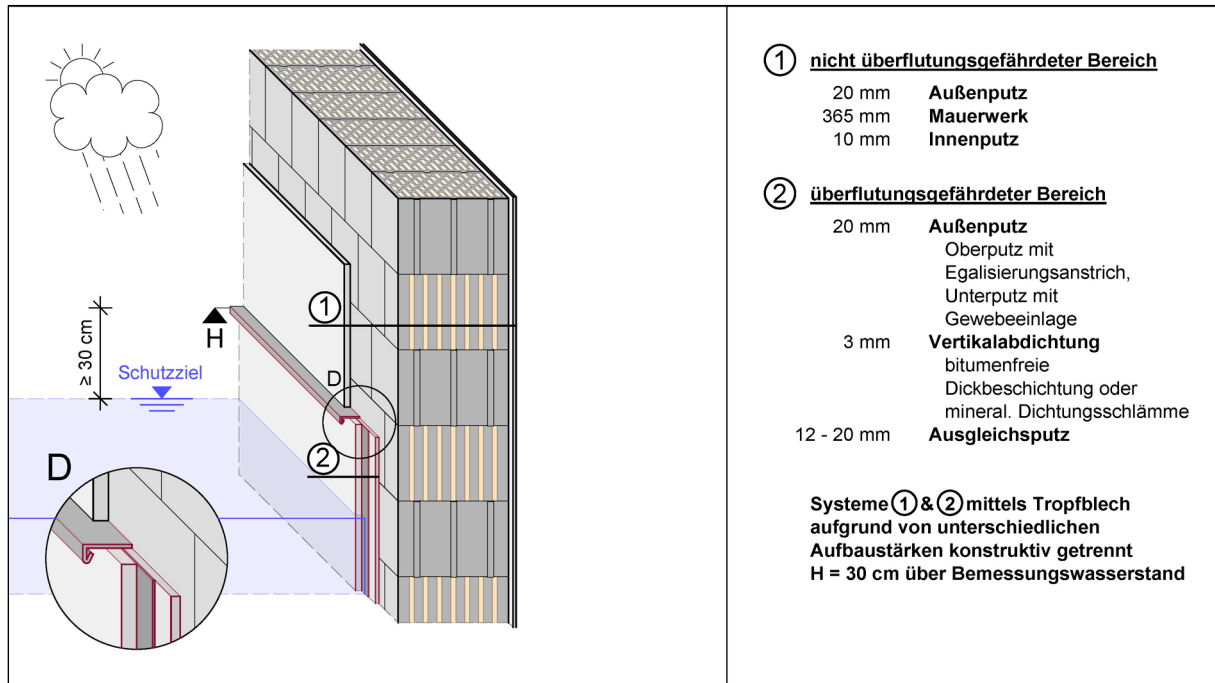 ≥ 30 cm
H
Schutzziel
1
D
2
D
1 nicht überflutungsgefährdeter Bereich
20 mm Außenputz
365 mm Mauerwerk
10 mm Innenputz
2 überflutungsgefährdeter Bereich
20 mm Außenputz
Oberputz mit
Egalisierungsanstrich,
Unterputz mit
Gewebeeinlage
3 mm Vertikalabdichtung
bitumenfreie
Dickbeschichtung oder
mineral. Dichtungsschlämme
12 - 20 mm Ausgleichsputz
Systeme 1 & 2 mittels Tropfblech
aufgrund von unterschiedlichen
Aufbaustärken konstruktiv getrennt
H = 30 cm über Bemessungswasserstand